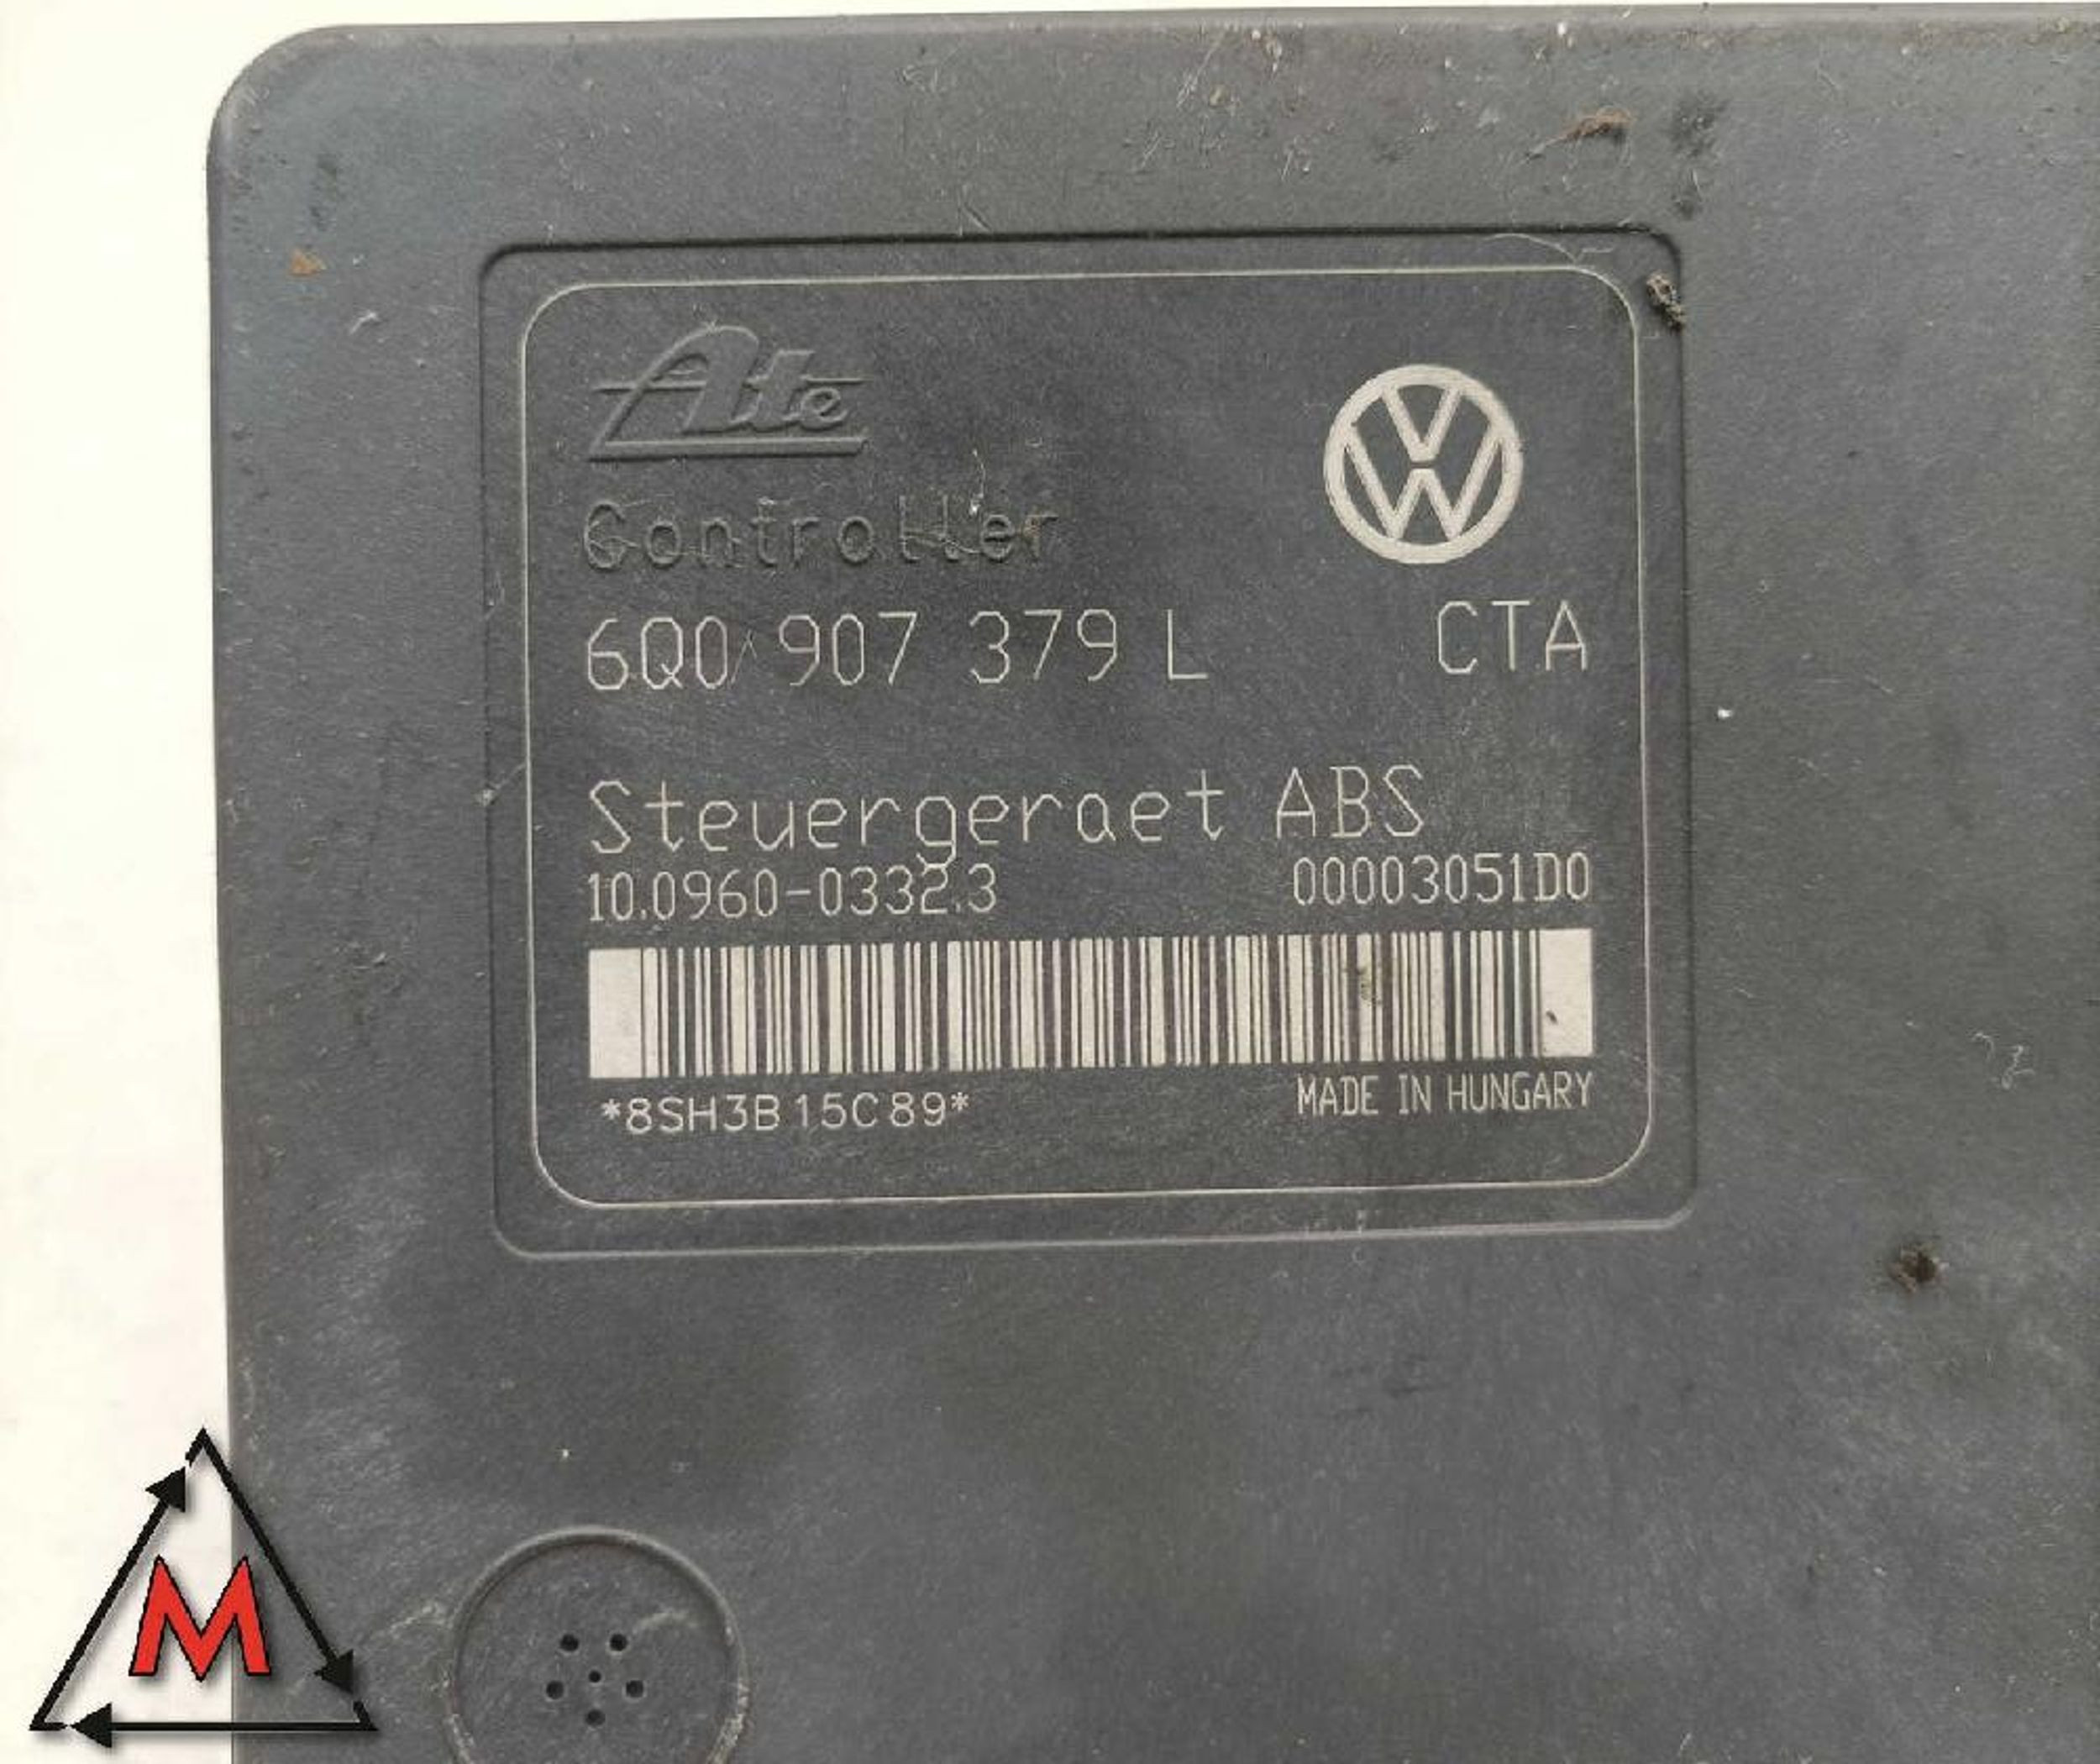 Ate
Controller
6Q0 907 379 L CTA
Steuergeraet ABS
10.0960-0332.3 00003051D0
*8SH3B15C89* MADE IN HUNGARY
M